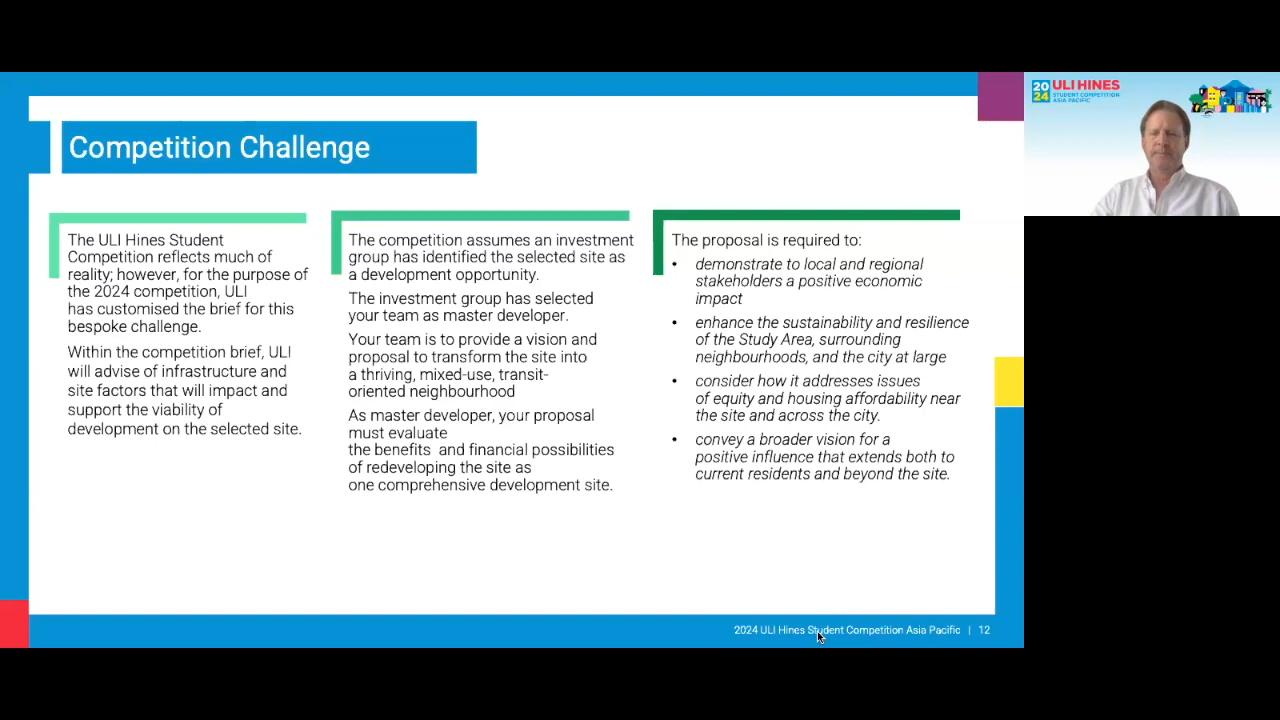 Competition Challenge
The ULI Hines Student
Competition reflects much of
reality; however, for the purpose of
the 2024 competition, ULI
has customised the brief for this
bespoke challenge.
Within the competition brief, ULI
will advise of infrastructure and
site factors that will impact and
support the viability of
development on the selected site.
The competition assumes an investment
group has identified the selected site as
a development opportunity.
The investment group has selected
your team as master developer.
Your team is to provide a vision and
proposal to transform the site into
a thriving, mixed-use, transit-
oriented neighbourhood
As master developer, your proposal
must evaluate
the benefits  and financial possibilities
of redeveloping the site as
one comprehensive development site.
The proposal is required to:
• demonstrate to local and regional
stakeholders a positive economic
impact
• enhance the sustainability and resilience
of the Study Area, surrounding
neighbourhoods, and the city at large
• consider how it addresses issues
of equity and housing affordability near
the site and across the city.
• convey a broader vision for a
positive influence that extends both to
current residents and beyond the site.
2024 ULI Hines Student Competition Asia Pacific | 12
2024 ULI HINES
STUDENT COMPETITION
ASIA PACIFIC